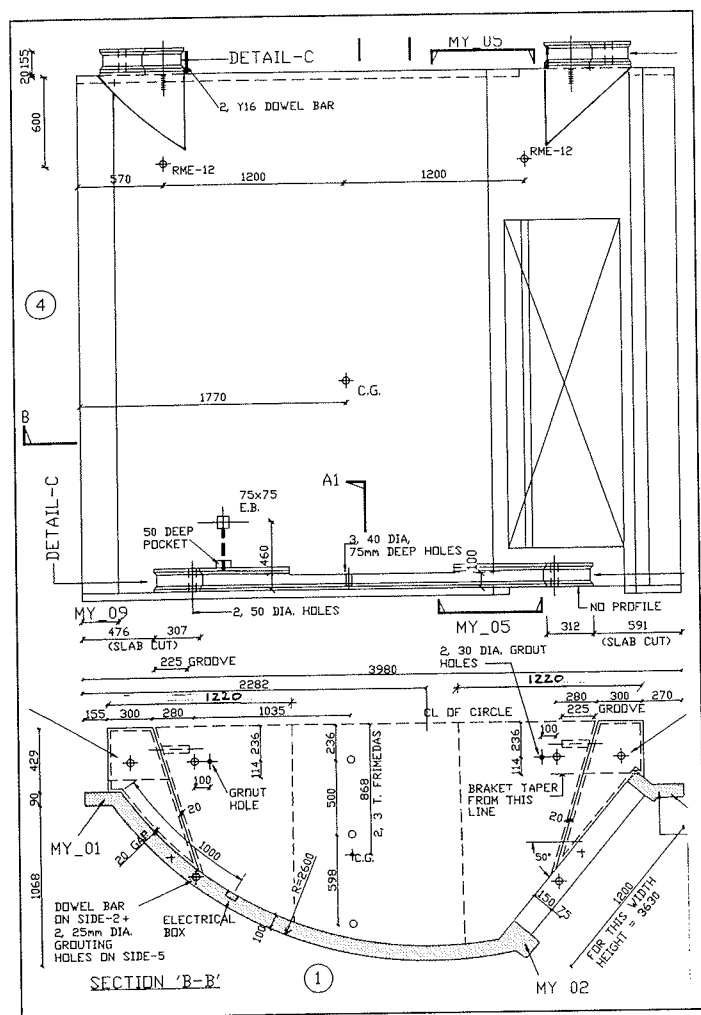 DETAIL-C
MY_05
20
155
2, Y16 DOWEL BAR
600
RME-12
RME-12
570
1200
1200
4
1770
C.G.
B
DETAIL-C
A1
75x75
E.B.
50 DEEP
POCKET
460
3, 40 DIA,
75mm DEEP HOLES
100
MY_09
2, 50 DIA. HOLES
MY_05
NO PROFILE
476
(SLAB CUT)
307
312
591
(SLAB CUT)
225 GROOVE
2, 30 DIA. GROUT
HOLES
3980
2282
1220
1220
155
300
280
1035
CL OF CIRCLE
280
300
270
225
GROOVE
429
90
1068
114
236
100
GROUT
HOLE
236
500
598
868
2, 3 T. FRIMEDAS
C.G.
114
236
100
BRAKET TAPER
FROM THIS
LINE
20
20
MY_01
20 GAP
1000
R=2600
50°
150
75
1200
FOR THIS WIDTH
HEIGHT = 3630
DOWEL BAR
ON SIDE-2+
2, 25mm DIA.
GROUTING
HOLES ON SIDE-5
ELECTRICAL
BOX
100
SECTION 'B-B'
1
MY 02